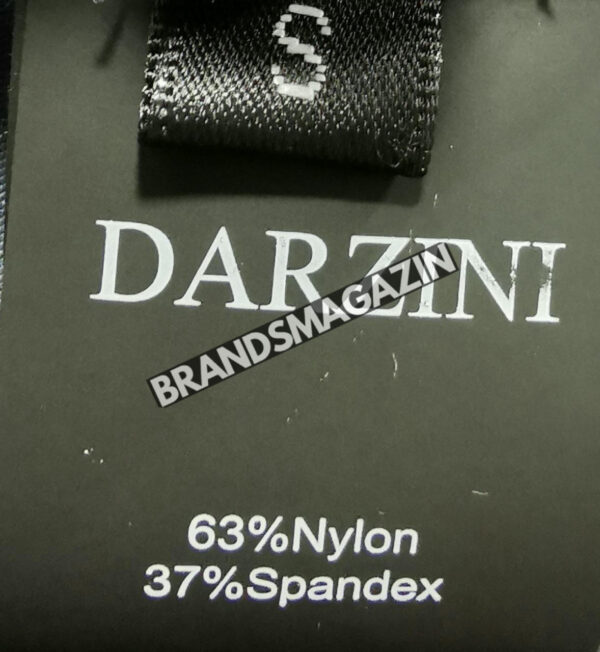 S
DARZINI
BRANDSMAGAZIN
63%Nylon
37%Spandex